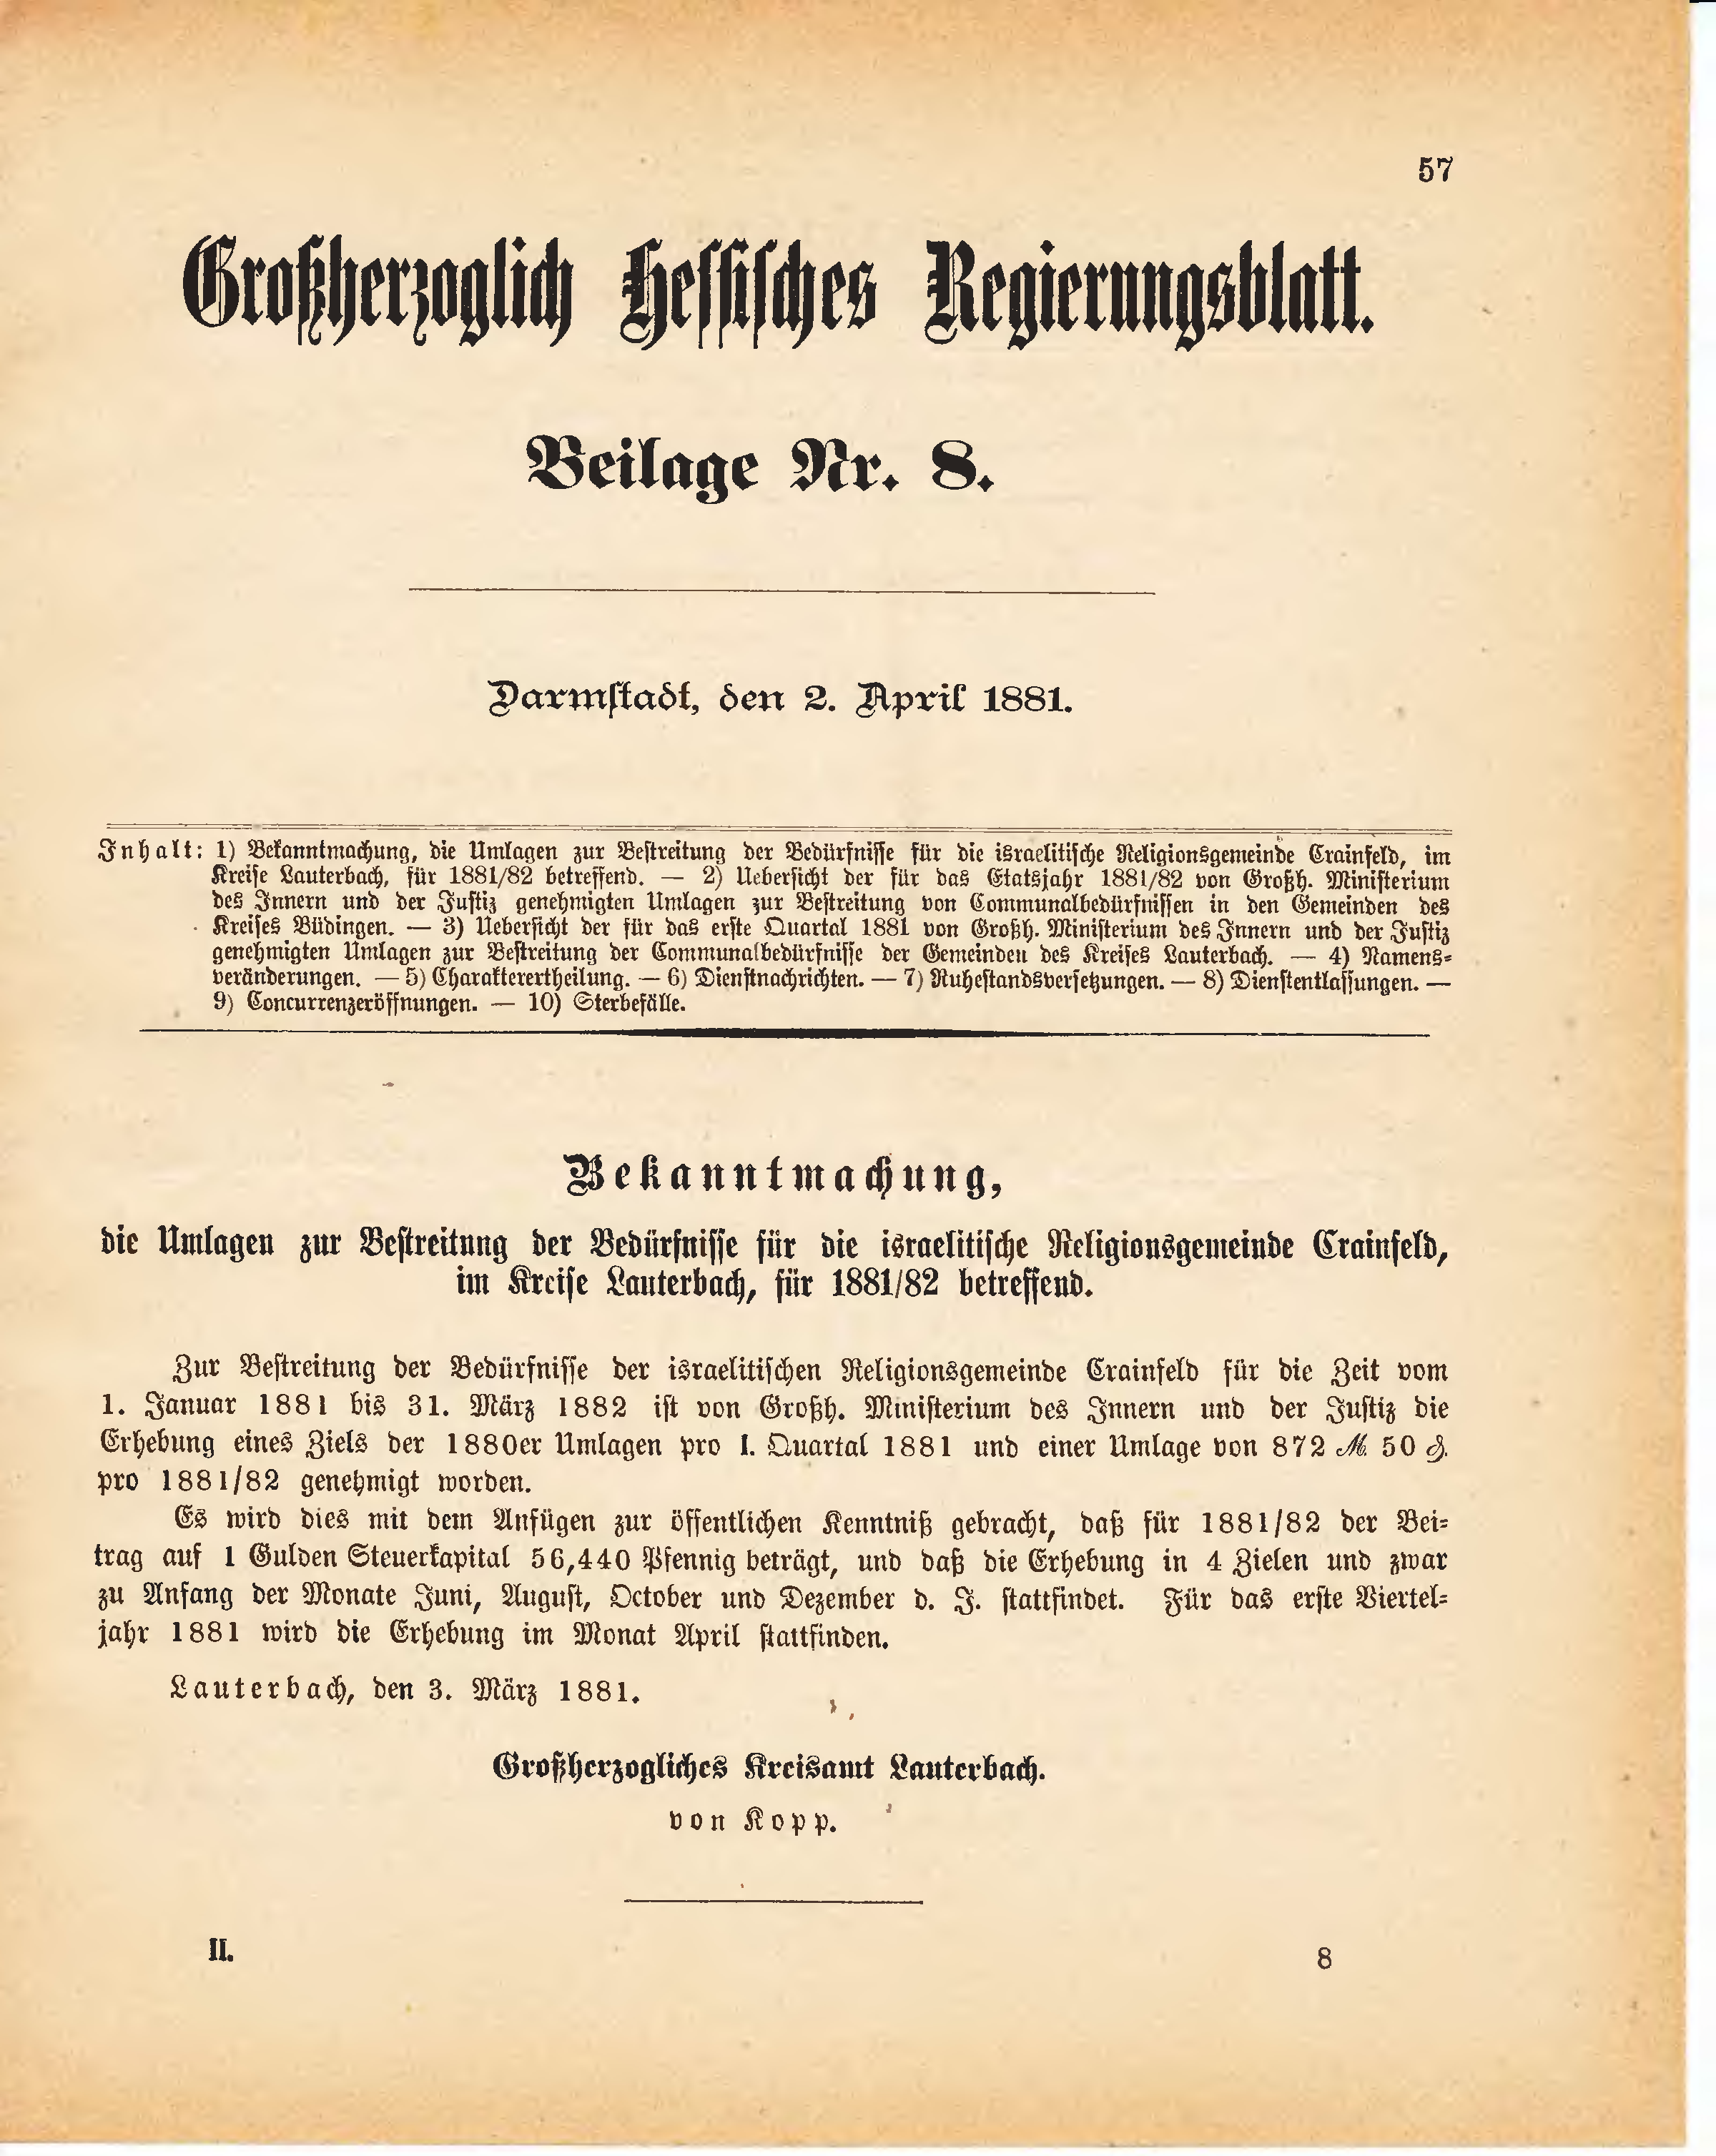 57
Großherzoglich Hessisches Regierungsblatt.
Beilage Nr. 8.
Darmstadt, den 2. April 1881.
Inhalt: 1) Bekanntmachung, die Umlagen zur Bestreitung der Bedürfnisse für die israelitische Religionsgemeinde Crainfeld, im
Kreise Lauterbach, für 1881/82 betreffend. — 2) Uebersicht der für das Etatsjahr 1881/82 von Großh. Ministerium
des Innern und der Justiz genehmigten Umlagen zur Bestreitung von Communalbedürfnissen in den Gemeinden des
Kreises Büdingen. — 3) Uebersicht der für das erste Quartal 1881 von Großh. Ministerium des Innern und der Justiz
genehmigten Umlagen zur Bestreitung der Communalbedürfnisse der Gemeinden des Kreises Lauterbach. — 4) Namens-
veränderungen. — 5) Charakterertheilung. — 6) Dienstnachrichten. — 7) Ruhestandsversetzungen. — 8) Dienstentlassungen. —
9) Concurrenzeröffnungen. — 10) Sterbefälle.
Bekanntmachung,
die Umlagen zur Bestreitung der Bedürfnisse für die israelitische Religionsgemeinde Crainfeld,
im Kreise Lauterbach, für 1881/82 betreffend.
Zur Bestreitung der Bedürfnisse der israelitischen Religionsgemeinde Crainfeld für die Zeit vom
1. Januar 1881 bis 31. März 1882 ist von Großh. Ministerium des Innern und der Justiz die
Erhebung eines Ziels der 1880er Umlagen pro I. Quartal 1881 und einer Umlage von 872 ℳ 50 ₰.
pro 1881/82 genehmigt worden.
Es wird dies mit dem Anfügen zur öffentlichen Kenntniß gebracht, daß für 1881/82 der Bei-
trag auf 1 Gulden Steuerkapital 56,440 Pfennig beträgt, und daß die Erhebung in 4 Zielen und zwar
zu Anfang der Monate Juni, August, October und Dezember d. J. stattfindet. Für das erste Viertel-
jahr 1881 wird die Erhebung im Monat April stattfinden.
Lauterbach, den 3. März 1881.
Großherzogliches Kreisamt Lauterbach.
von Kopp.
II.
8